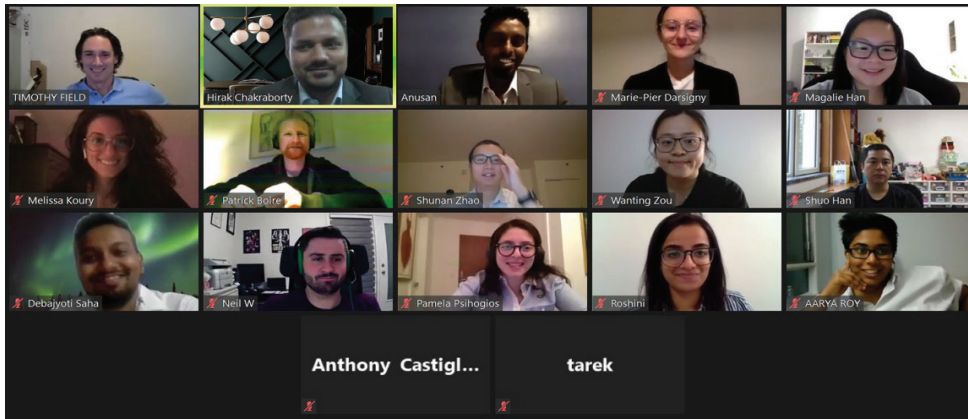 TIMOTHY FIELD
Hirak Chakraborty
Anusan
Marie-Pier Darsigny
Magalie Han
Melissa Koury
Patrick Boire
Shunan Zhao
Wanting Zou
Shuo Han
Debajyoti Saha
Neil W
Pamela Psihogios
Roshini
AARYA ROY
Anthony Castigl...
tarek